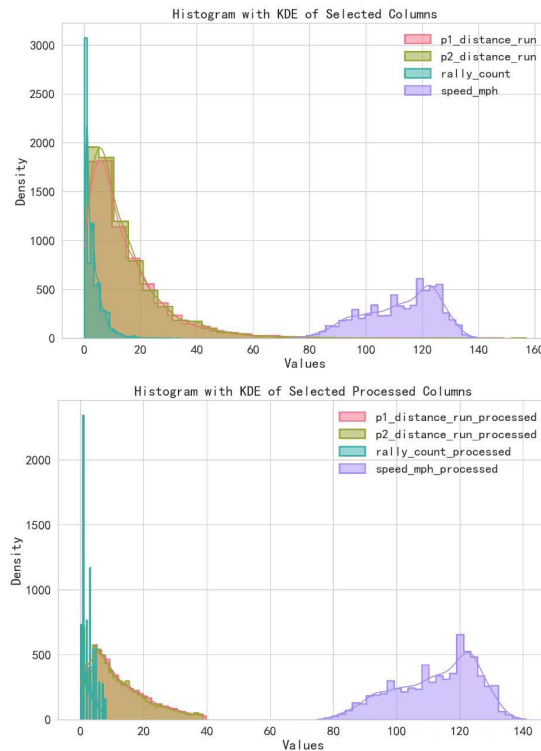 Histogram with KDE of Selected Columns
p1_distance_run
p2_distance_run
rally_count
speed_mph
3000
2500
2000
1500
1000
500
0
Density
0 20 40 60 80 100 120 140 160
Values
Histogram with KDE of Selected Processed Columns
p1_distance_run_processed
p2_distance_run_processed
rally_count_processed
speed_mph_processed
2000
1500
1000
500
0
Density
0 20 40 60 80 100 120 140
Values